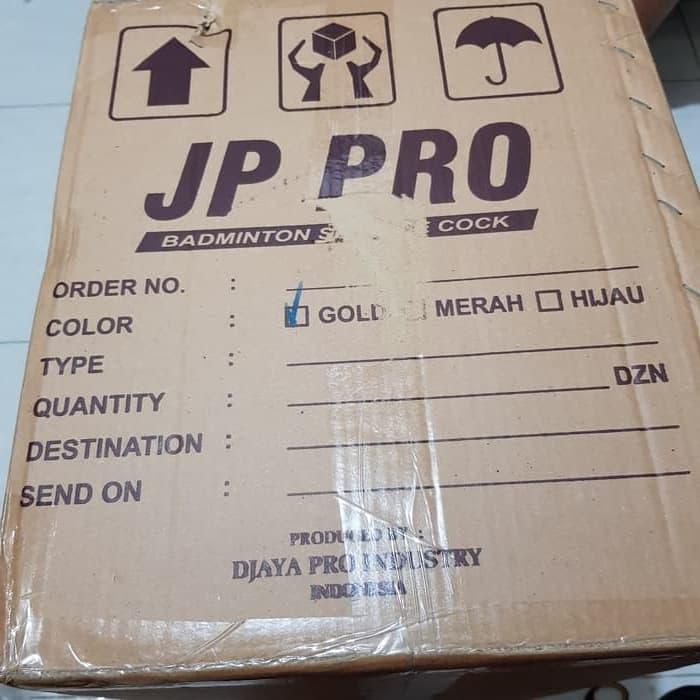 JP PRO
BADMINTON COCK
ORDER NO. :
COLOR : GOLD MERAH HIJAU
TYPE :
QUANTITY : DZN
DESTINATION :
SEND ON :
PRODUCED BY :
DJAYA PRO INDUSTRY
INDONESIA